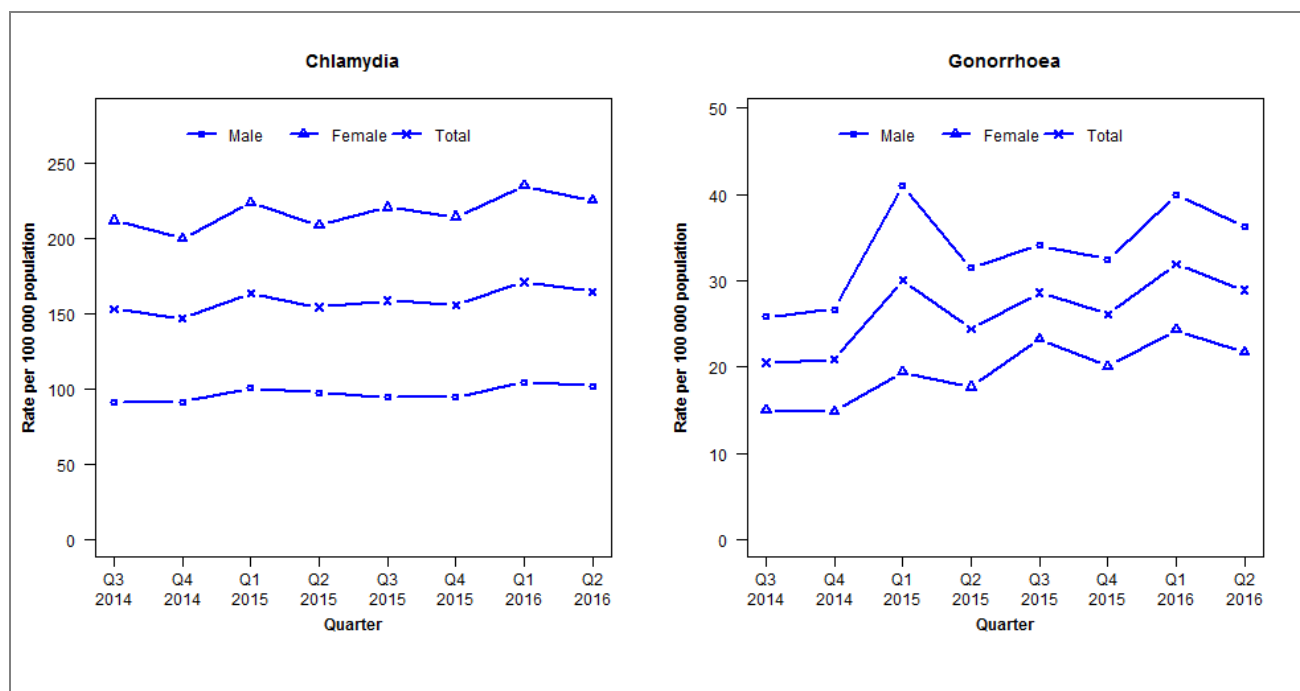 Chlamydia
Male Female Total
250
200
150
100
50
0
Rate per 100 000 population
Q3 Q4 Q1 Q2 Q3 Q4 Q1 Q2
2014 2014 2015 2015 2015 2015 2016 2016
Quarter
Gonorrhoea
Male Female Total
50
40
30
20
10
0
Rate per 100 000 population
Q3 Q4 Q1 Q2 Q3 Q4 Q1 Q2
2014 2014 2015 2015 2015 2015 2016 2016
Quarter